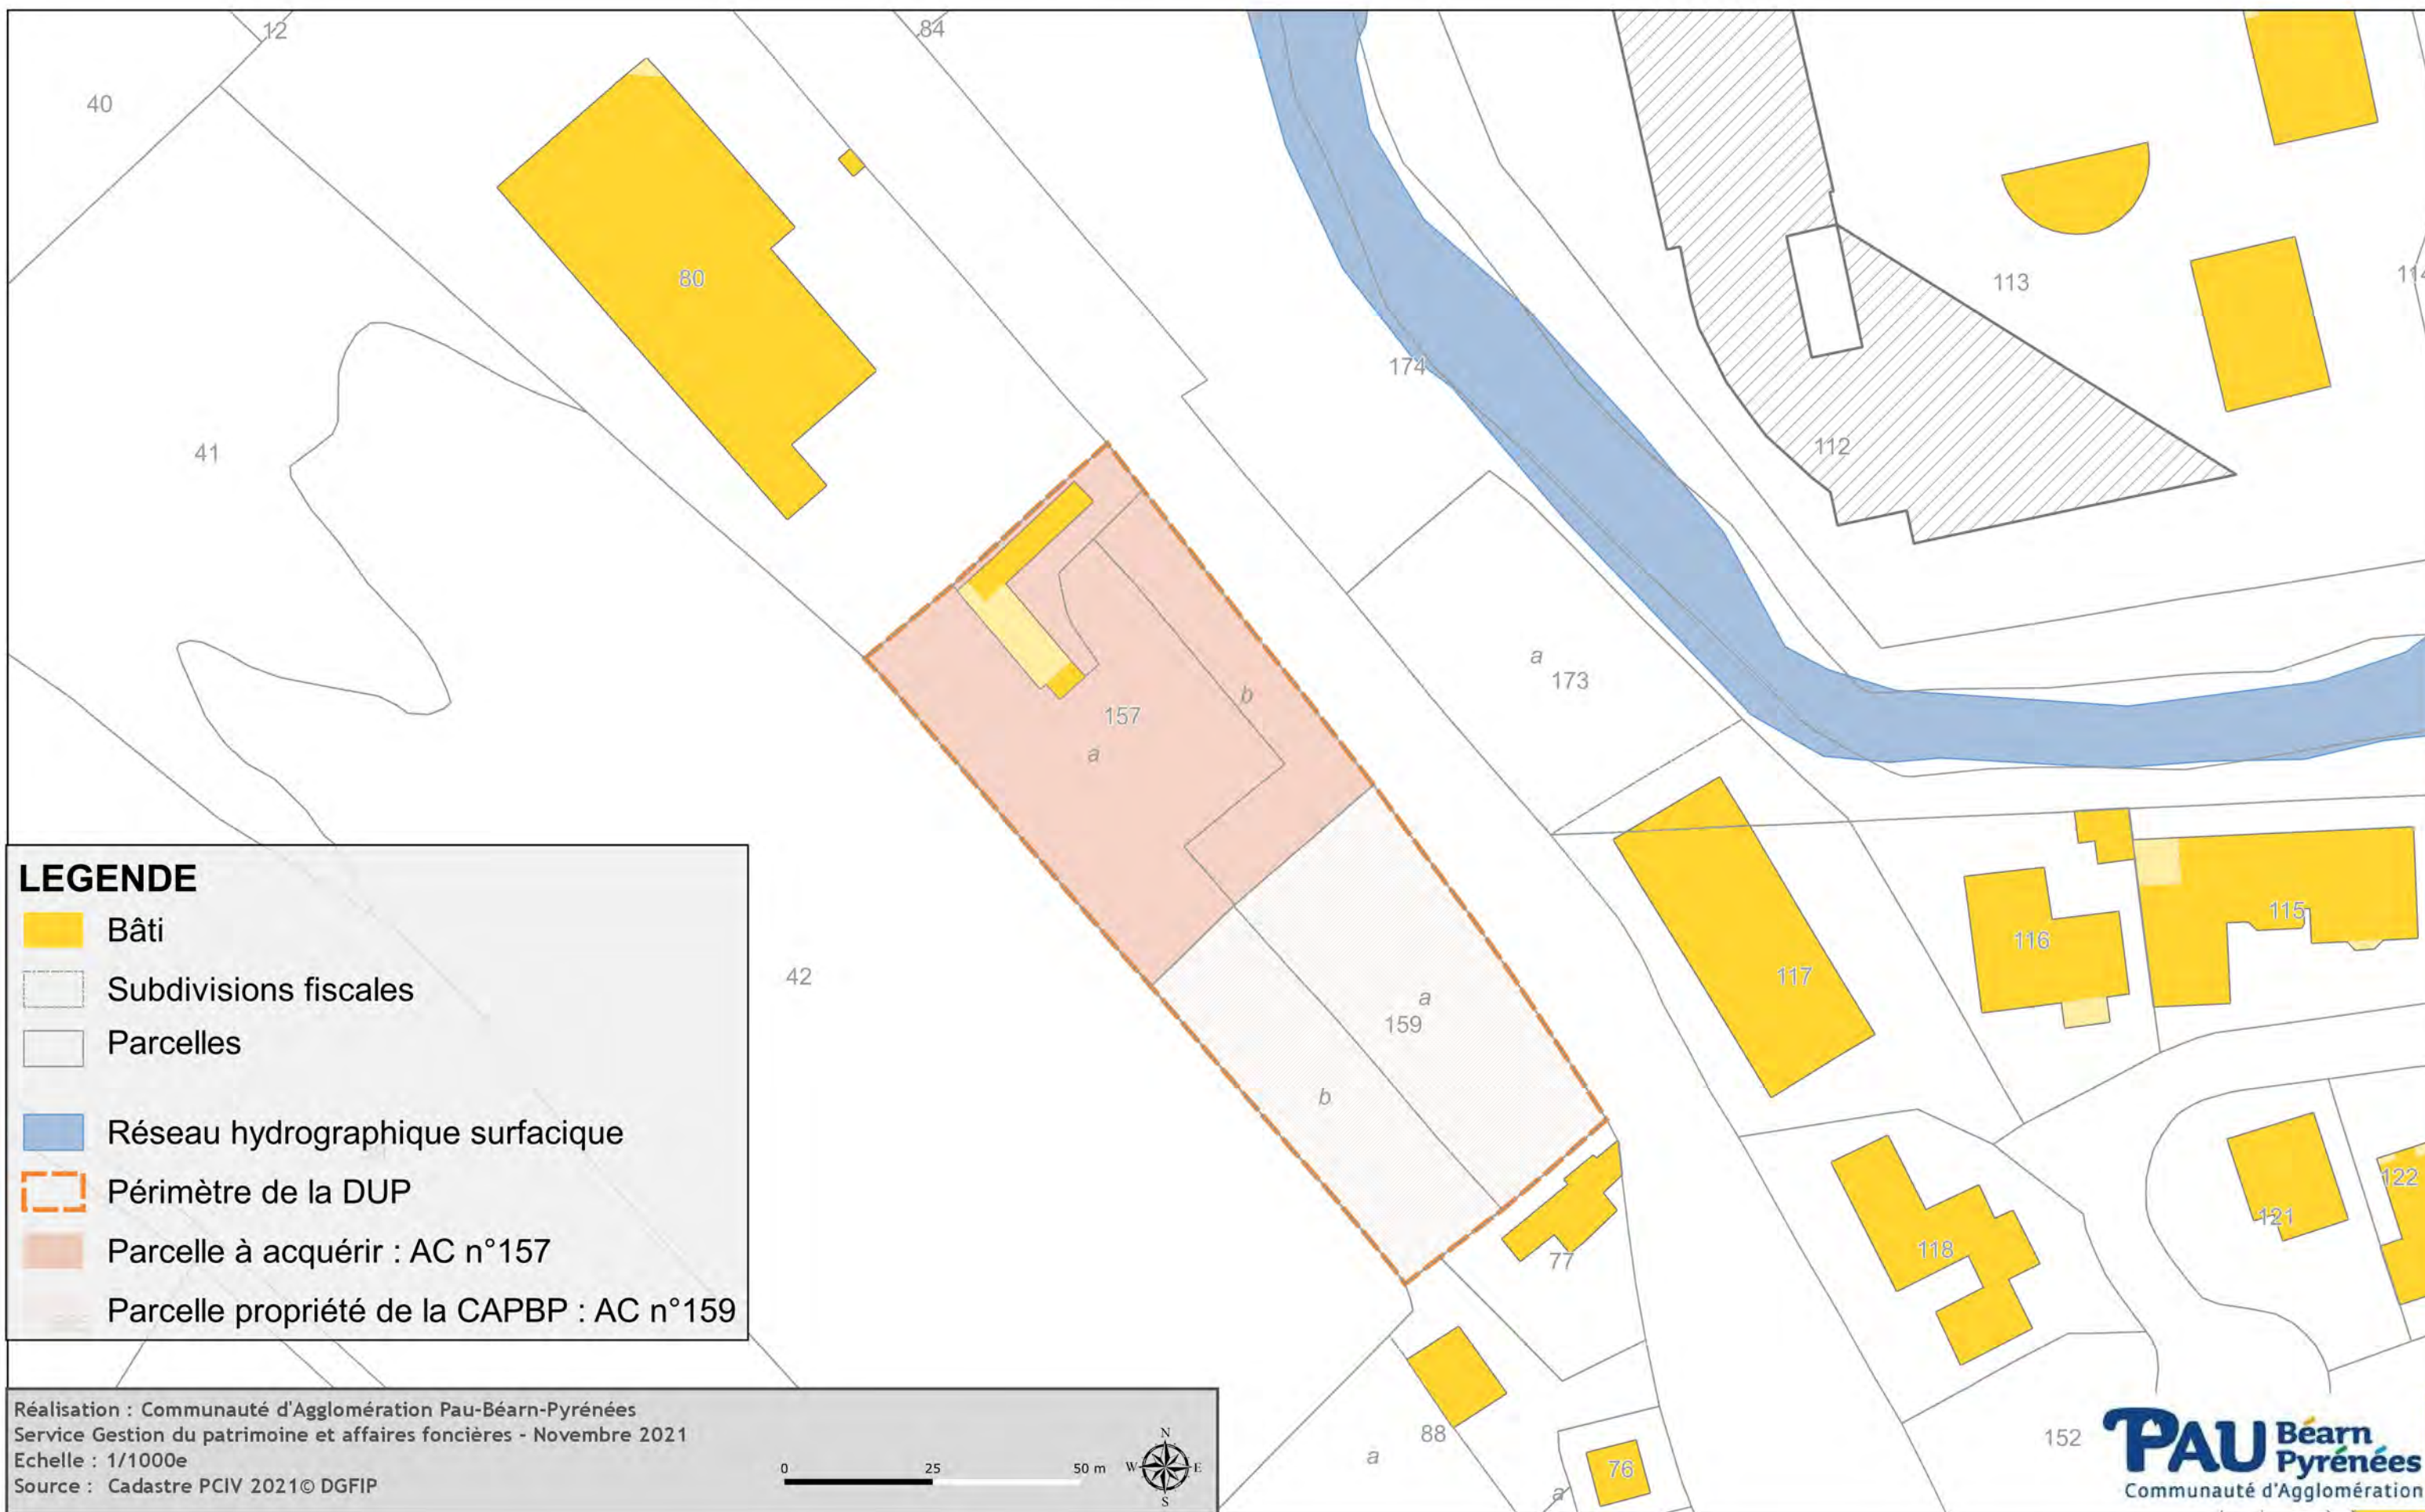 12
84
40
80
113
114
174
41
112
a
173
b
157
a
LEGENDE
Bâti
Subdivisions fiscales
Parcelles
Réseau hydrographique surfacique
Périmètre de la DUP
Parcelle à acquérir : AC n°157
Parcelle propriété de la CAPBP : AC n°159
42
115
116
117
a
159
b
122
121
118
77
88
a
76
a
152
Réalisation : Communauté d'Agglomération Pau-Béarn-Pyrénées
Service Gestion du patrimoine et affaires foncières - Novembre 2021
Echelle : 1/1000e
Source : Cadastre PCIV 2021© DGFIP
0 25 50 m
N
W E
S
PAU Béarn Pyrénées
Communauté d'Agglomération